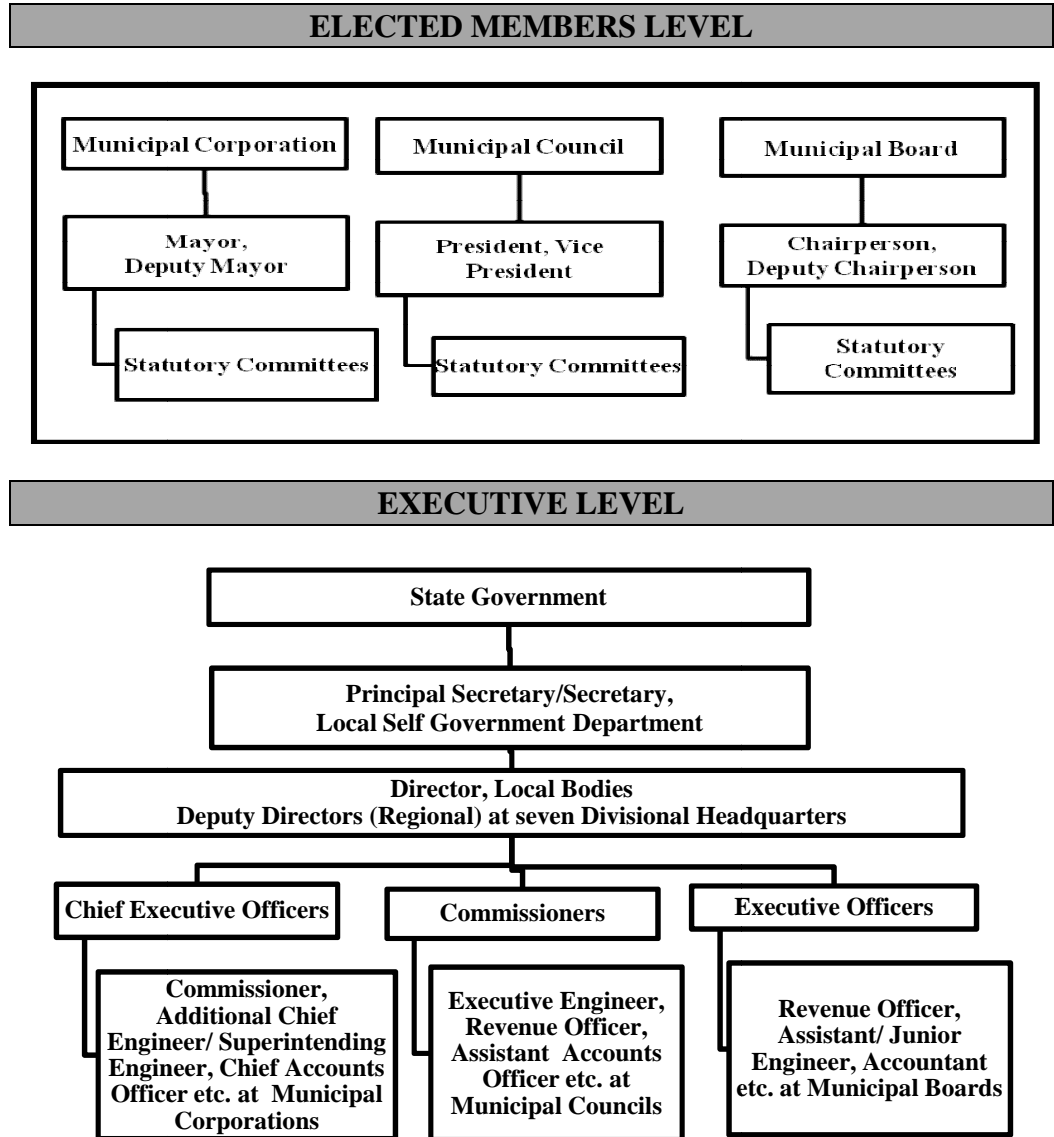 ELECTED MEMBERS LEVEL
Municipal Corporation
Municipal Council
Municipal Board
Mayor,
Deputy Mayor
President, Vice
President
Chairperson,
Deputy Chairperson
Statutory Committees
Statutory Committees
Statutory
Committees
EXECUTIVE LEVEL
State Government
Principal Secretary/Secretary,
Local Self Government Department
Director, Local Bodies
Deputy Directors (Regional) at seven Divisional Headquarters
Chief Executive Officers
Commissioners
Executive Officers
Commissioner,
Additional Chief
Engineer/ Superintending
Engineer, Chief Accounts
Officer etc. at Municipal
Corporations
Executive Engineer,
Revenue Officer,
Assistant Accounts
Officer etc. at
Municipal Councils
Revenue Officer,
Assistant/ Junior
Engineer, Accountant
etc. at Municipal Boards